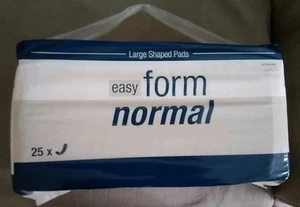 Large Shaped Pads
easy form
normal
25 x